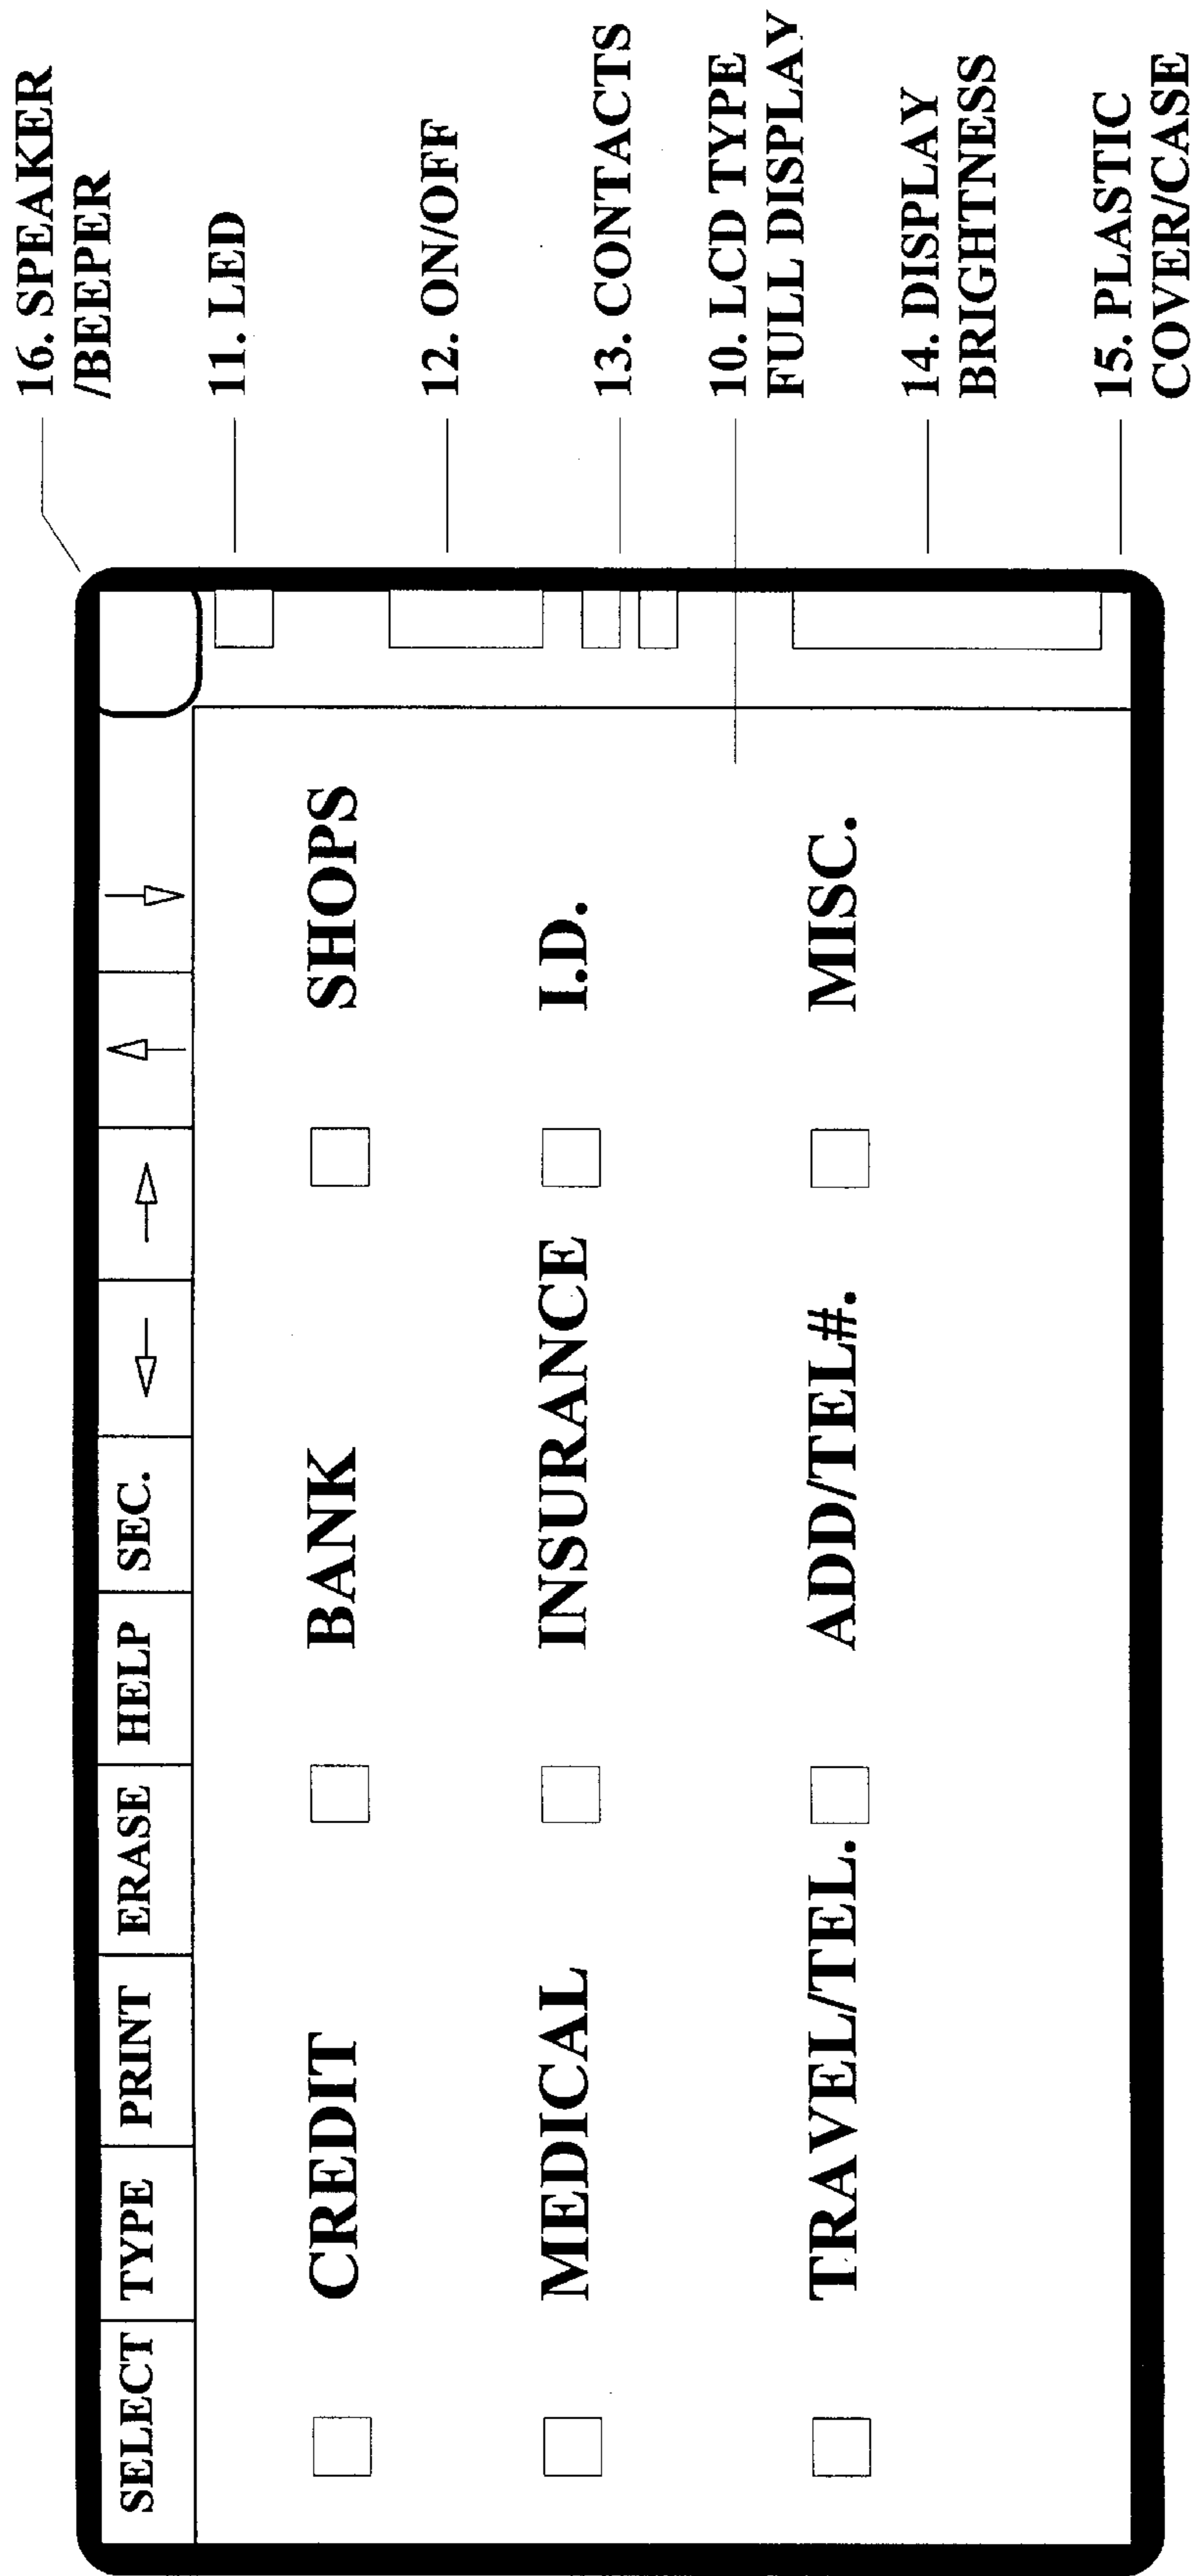 SELECT TYPE PRINT ERASE HELP SEC.
CREDIT BANK SHOPS
MEDICAL INSURANCE I.D.
TRAVEL/TEL. ADD/TEL#. MISC.
16. SPEAKER
/BEEPER
11. LED
12. ON/OFF
13. CONTACTS
10. LCD TYPE
FULL DISPLAY
14. DISPLAY
BRIGHTNESS
15. PLASTIC
COVER/CASE